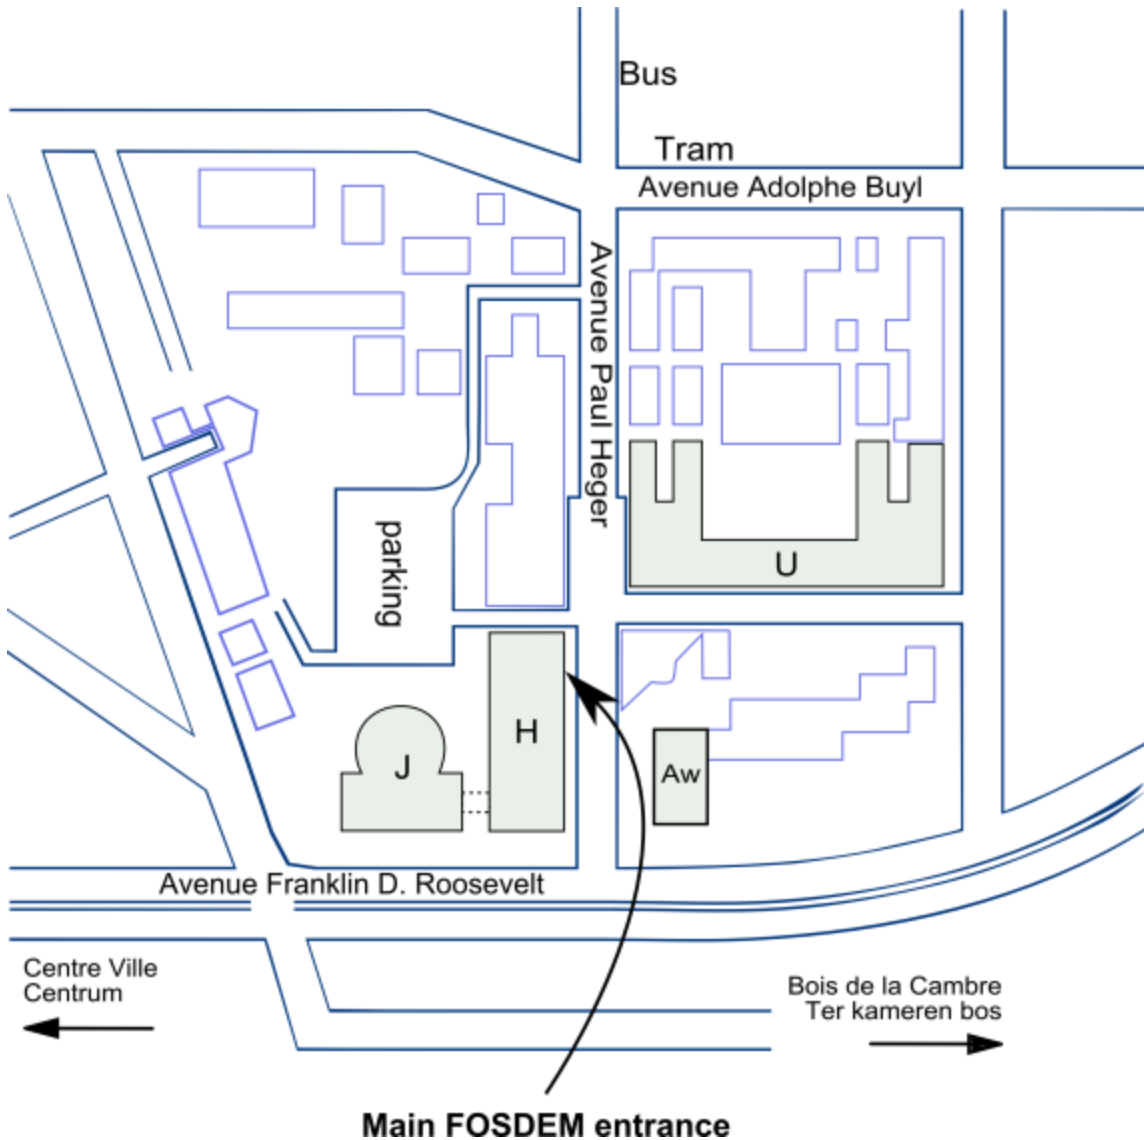 Bus
Tram
Avenue Adolphe Buyl
Avenue Paul Heger
parking
U
H
J
Aw
Avenue Franklin D. Roosevelt
Centre Ville
Centrum
Bois de la Cambre
Ter kameren bos
Main FOSDEM entrance